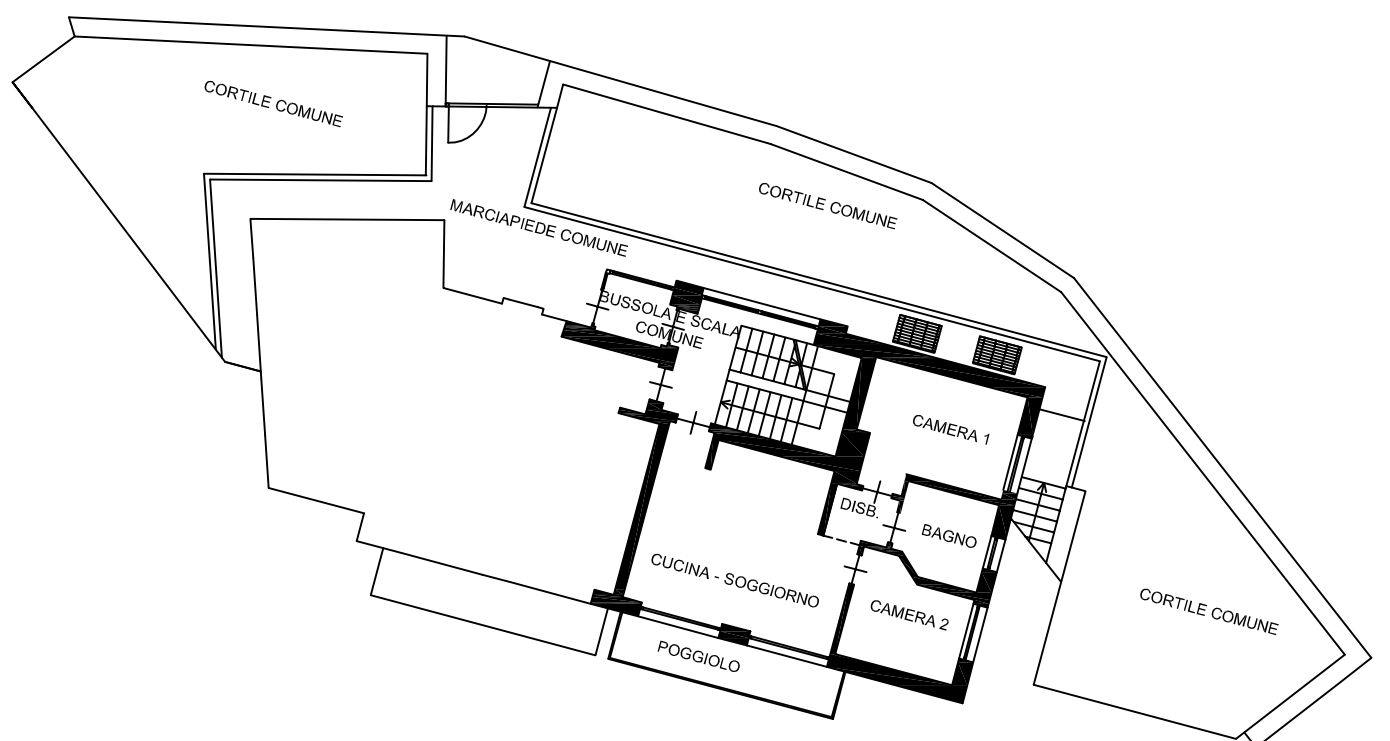 CORTILE COMUNE
CORTILE COMUNE
MARCIAPIEDE COMUNE
BUSSOLA E SCALA
COMUNE
CAMERA 1
DISB.
BAGNO
CUCINA - SOGGIORNO
CAMERA 2
CORTILE COMUNE
POGGIOLO